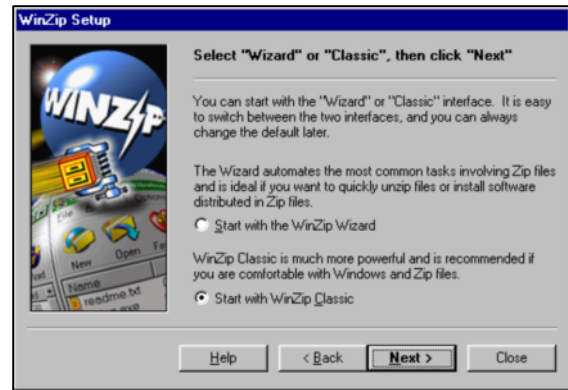 WinZip Setup
Select "Wizard" or "Classic", then click "Next"
You can start with the "Wizard" or "Classic" interface. It is easy
to switch between the two interfaces, and you can always
change the default later.
The Wizard automates the most common tasks involving Zip files
and is ideal if you want to quickly unzip files or install software
distributed in Zip files.
Start with the WinZip Wizard
WinZip Classic is much more powerful and is recommended if
you are comfortable with Windows and Zip files.
Start with WinZip Classic
WINZIP
File
Options
New
Open
Name
readme.txt
Help
< Back
Next >
Close